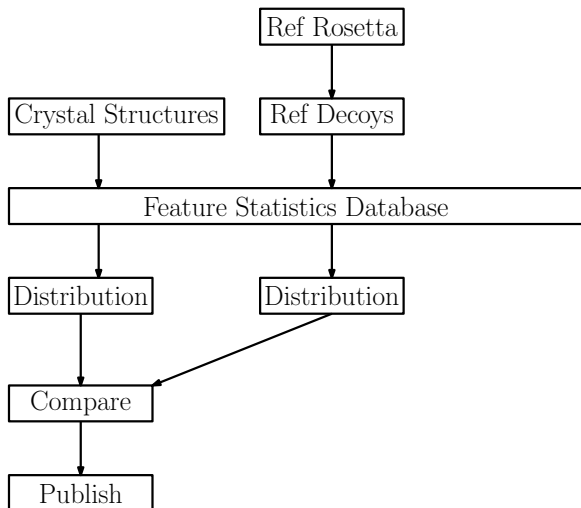 Ref Rosetta
Crystal Structures
Ref Decoys
Feature Statistics Database
Distribution
Distribution
Compare
Publish